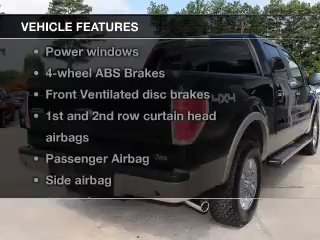 VEHICLE FEATURES
• Power windows
• 4-wheel ABS Brakes
• Front Ventilated disc brakes
• 1st and 2nd row curtain head
airbags
• Passenger Airbag
• Side airbag
4X4